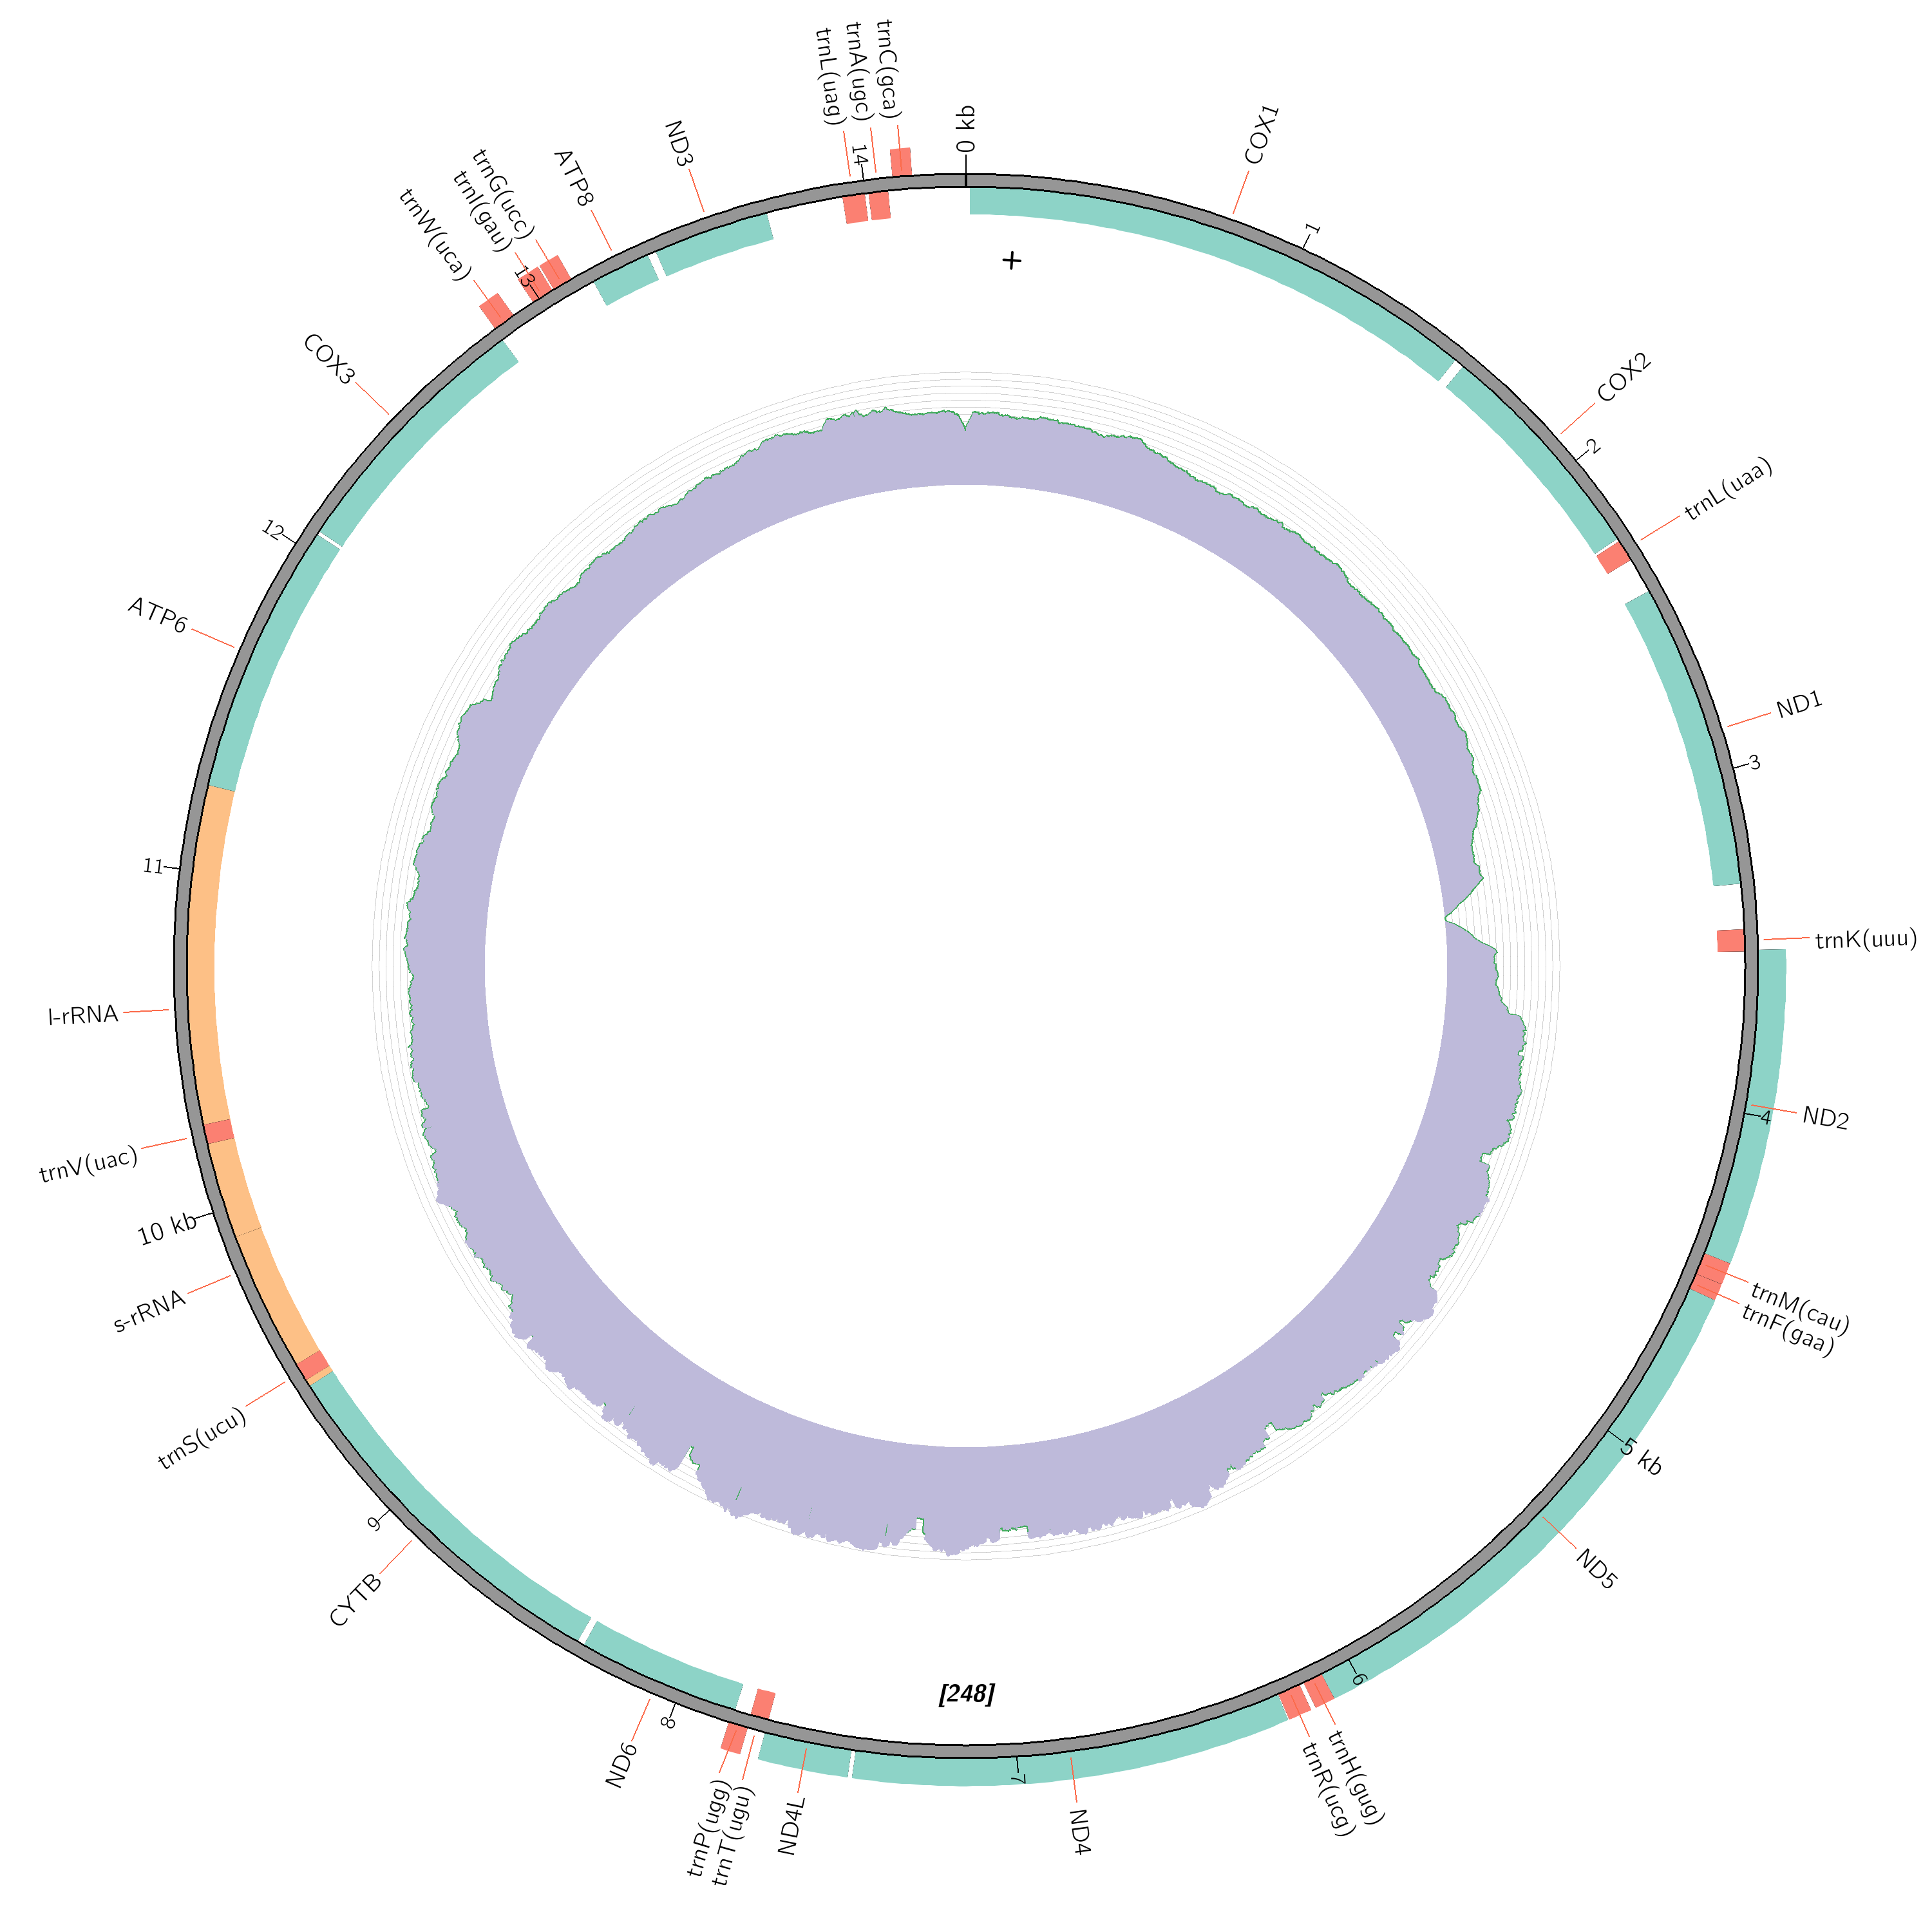 0 kb
COX1
1
COX2
2
trnL(uaa)
ND1
3
trnK(uuu)
ND2
4
trnM(cau)
trnF(gaa)
5 kb
ND5
6
trnH(gug)
trnR(ucg)
ND4
7
ND4L
trnT(ugu)
trnP(ugg)
8
ND6
CYTB
9
trnS(ucu)
s-rRNA
10 kb
trnV(uac)
l-rRNA
11
ATP6
12
COX3
trnW(uca)
13
trnI(gau)
trnG(ucc)
ATP8
ND3
trnL(uag)
14
trnA(ugc)
trnC(gca)
+
[248]